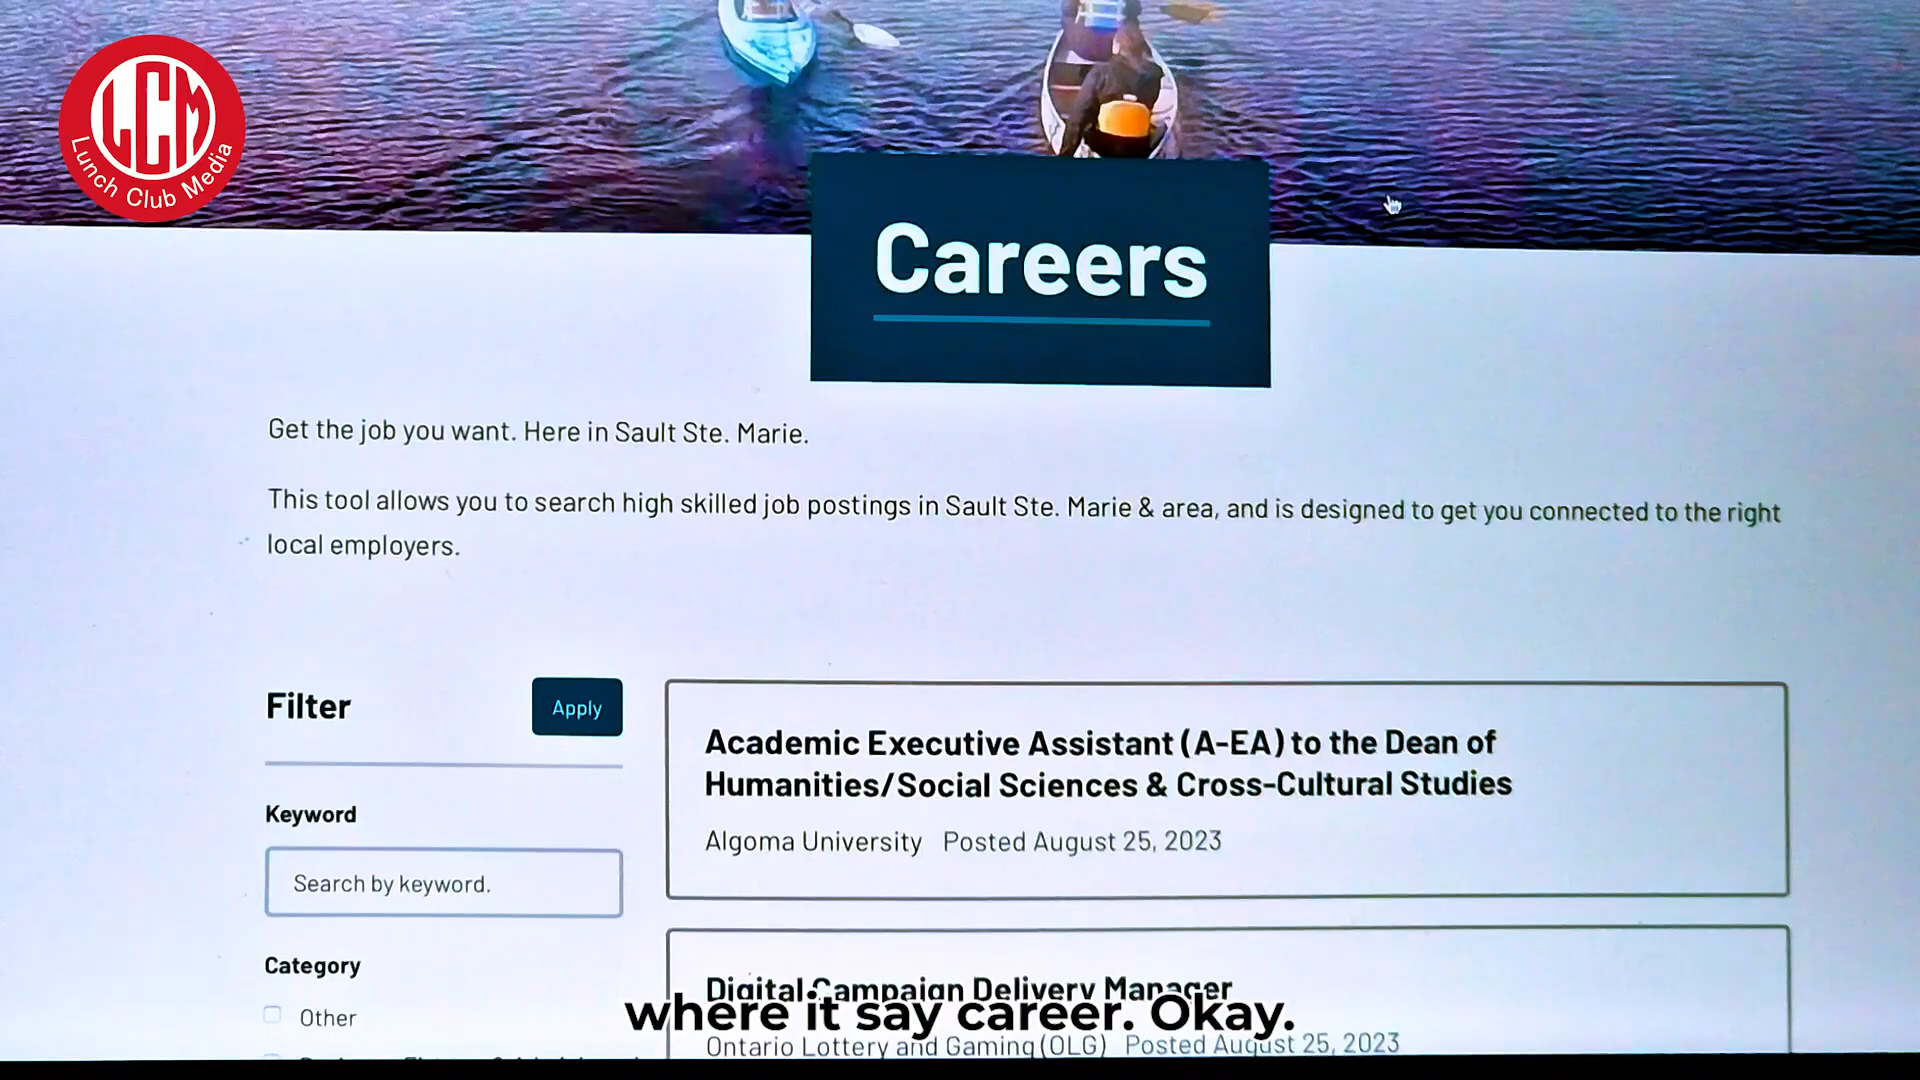 LCM
Lunch Club Media
Careers
Get the job you want. Here in Sault Ste. Marie.
This tool allows you to search high skilled job postings in Sault Ste. Marie & area, and is designed to get you connected to the right
local employers.
Filter
Apply
Keyword
Search by keyword.
Category
Other
Academic Executive Assistant (A-EA) to the Dean of
Humanities/Social Sciences & Cross-Cultural Studies
Algoma University Posted August 25, 2023
Digital Campaign Delivery Manager
Ontario Lottery and Gaming (OLG) Posted August 25, 2023
where it say career. Okay.